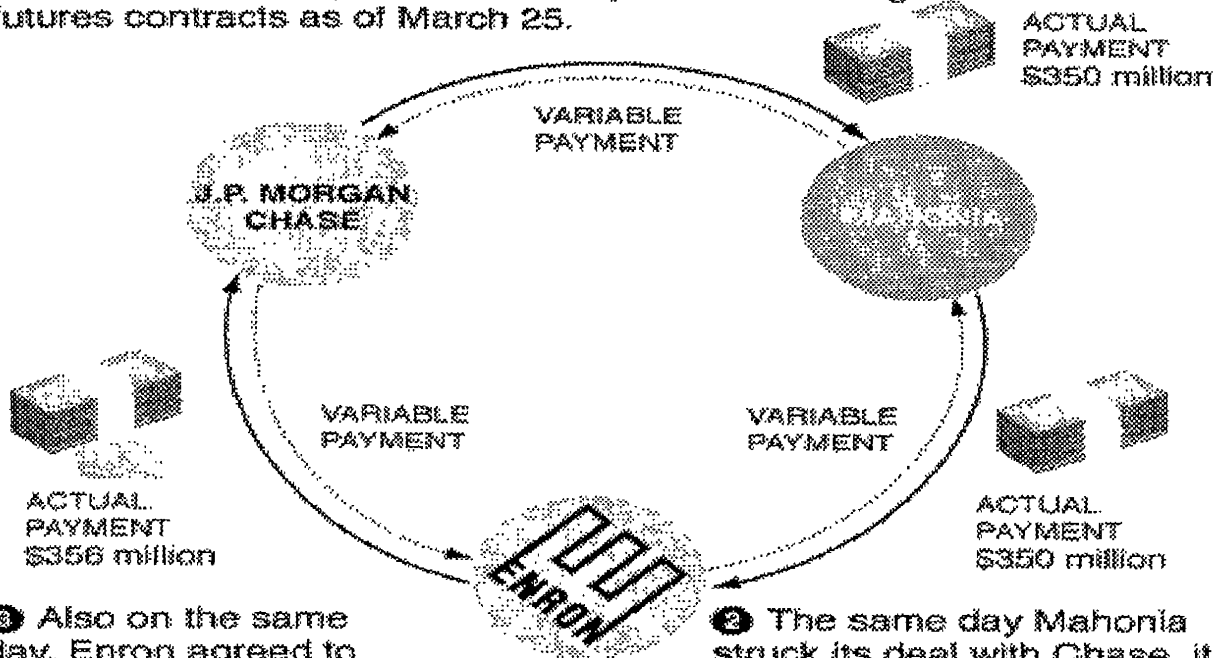 futures contracts as of March 25.
ACTUAL
PAYMENT
$350 million
VARIABLE
PAYMENT
J.P. MORGAN
CHASE
MAHONIA
VARIABLE
PAYMENT
VARIABLE
PAYMENT
ACTUAL
PAYMENT
$356 million
ACTUAL
PAYMENT
$350 million
ENRON
Also on the same
day, Enron agreed to
2 The same day Mahonia
struck its deal with Chase, it